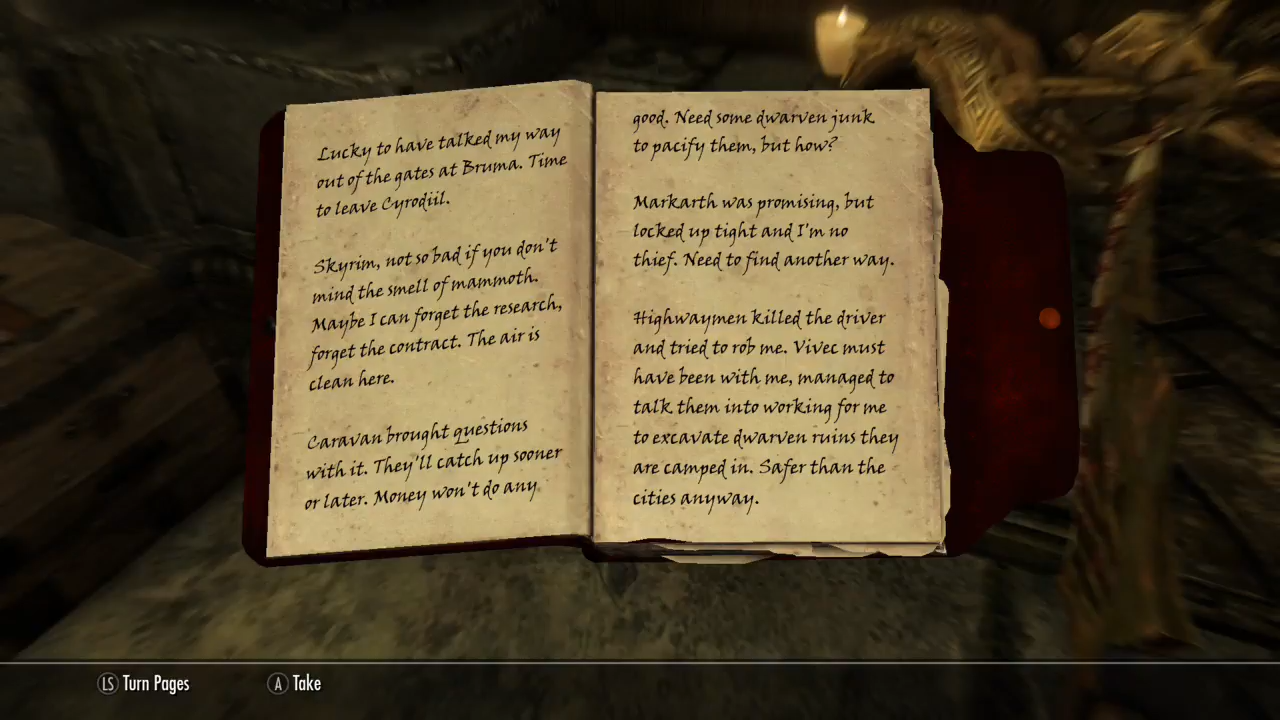 Lucky to have talked my way
out of the gates at Bruma. Time
to leave Cyrodiil.
Skyrim, not so bad if you don't
mind the smell of mammoth.
Maybe I can forget the research,
forget the contract. The air is
clean here.
Caravan brought questions
with it. They'll catch up sooner
or later. Money won't do any
good. Need some dwarven junk
to pacify them, but how?
Markarth was promising, but
locked up tight and I'm no
thief. Need to find another way.
Highwaymen killed the driver
and tried to rob me. Vivec must
have been with me, managed to
talk them into working for me
to excavate dwarven ruins they
are camped in. Safer than the
cities anyway.
LS Turn Pages
A Take